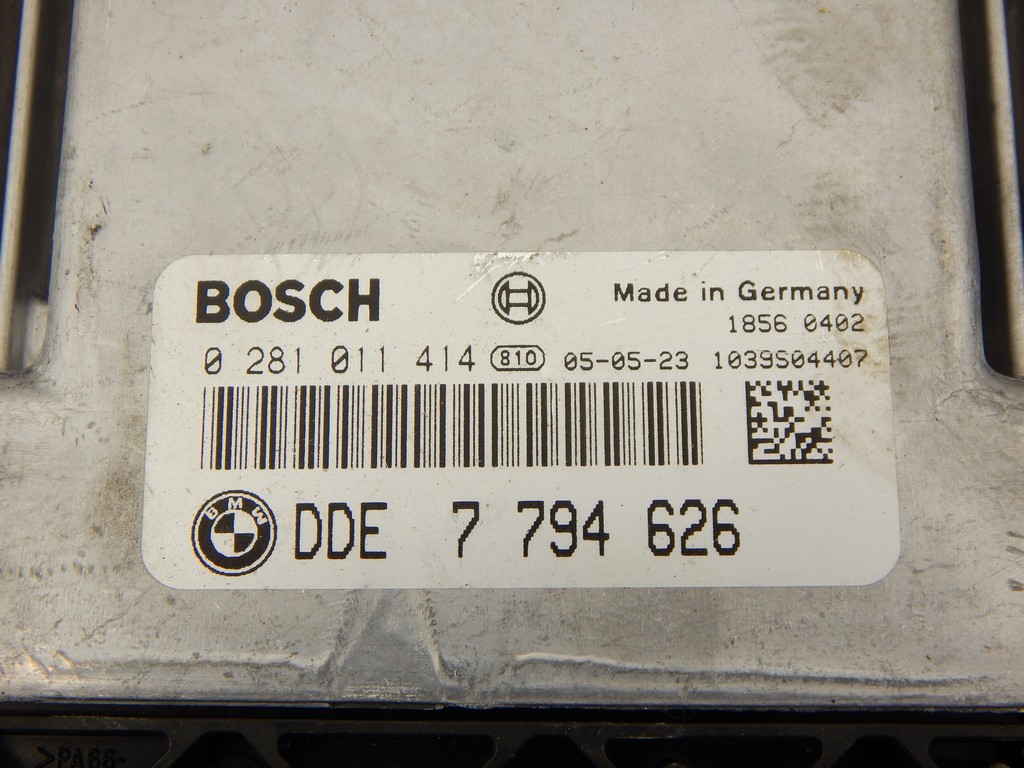 BOSCH
Made in Germany
1856 0402
0 281 011 414 810 05-05-23 1039S04407
BMW DDE 7 794 626
>PA66-